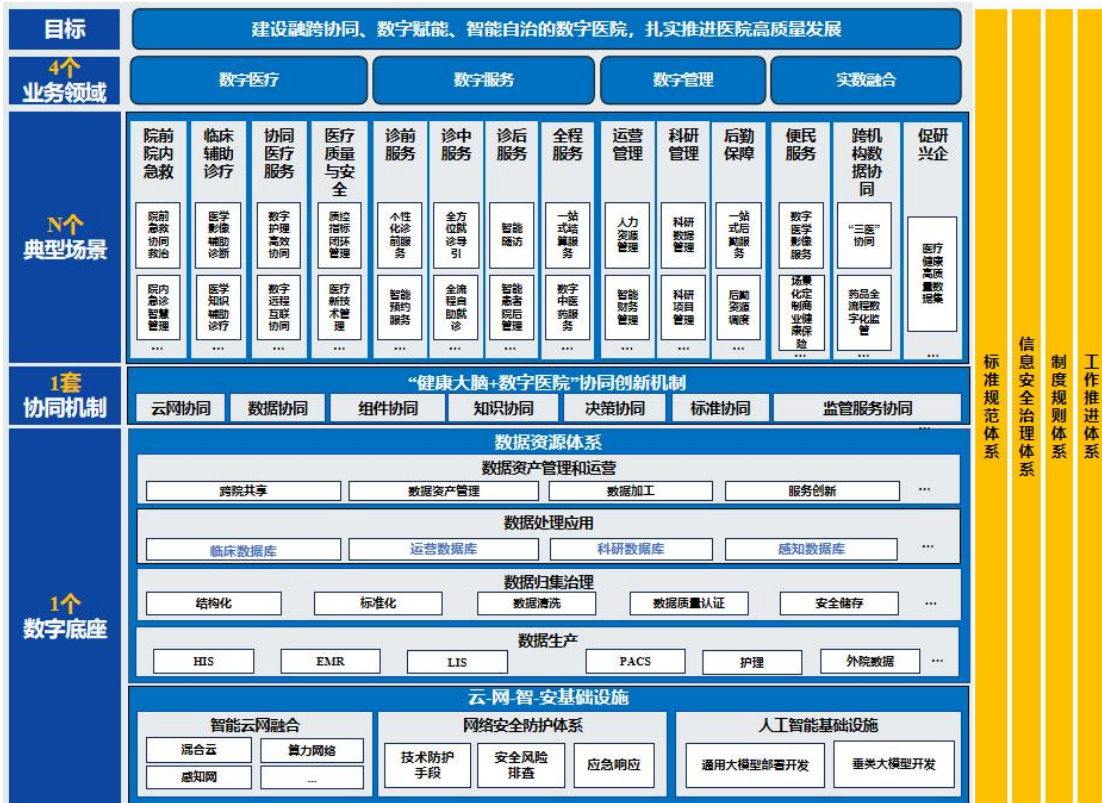 目标
建设融跨协同、数字赋能、智能自治的数字医院，扎实推进医院高质量发展
4个
业务领域
数字医疗
数字服务
数字管理
实数融合
N个
典型场景
院前
院内
急救
临床
辅助
诊疗
协同
医疗
服务
医疗
质量
与安
全
诊前
服务
诊中
服务
诊后
服务
全程
服务
运营
管理
科研
管理
后勤
保障
便民
服务
跨机
构数
据协
同
促研
兴企
院前
急救
协同
救治
医学
影像
辅助
诊断
数字
护理
高效
协同
质控
指标
闭环
管理
个性
化诊
前服
务
全方
位就
诊导
引
智能
随访
一站
式结
算服
务
人力
资源
管理
科研
数据
管理
一站
式后
勤服
务
数字
医学
影像
服务
“三医”
协同
医疗
健康
高质
量数
据集
院内
急诊
智慧
管理
医学
知识
辅助
诊疗
数字
远程
互联
协同
医疗
新技
术管
理
智能
预约
服务
全流
程自
助就
诊
智能
患者
院后
管理
数字
中医
药服
务
智能
财务
管理
科研
项目
管理
后勤
资源
调度
场景
化定
制商
业健
康保
险
药品全
流程数
字化监
管
...
...
...
...
...
...
...
...
...
...
...
...
...
...
1套
协同机制
“健康大脑+数字医院”协同创新机制
云网协同
数据协同
组件协同
知识协同
决策协同
标准协同
监管服务协同
...
1个
数字底座
数据资源体系
数据资产管理和运营
跨院共享
数据资产管理
数据加工
服务创新
...
数据处理应用
临床数据库
运营数据库
科研数据库
感知数据库
...
数据归集治理
结构化
标准化
数据清洗
数据质量认证
安全储存
...
数据生产
HIS
EMR
LIS
PACS
护理
外院数据
...
云-网-智-安基础设施
智能云网融合
混合云
算力网络
感知网
...
网络安全防护体系
技术防护
手段
安全风险
排查
应急响应
人工智能基础设施
通用大模型部署开发
垂类大模型开发
标准规范体系
信息安全治理体系
制度规则体系
工作推进体系